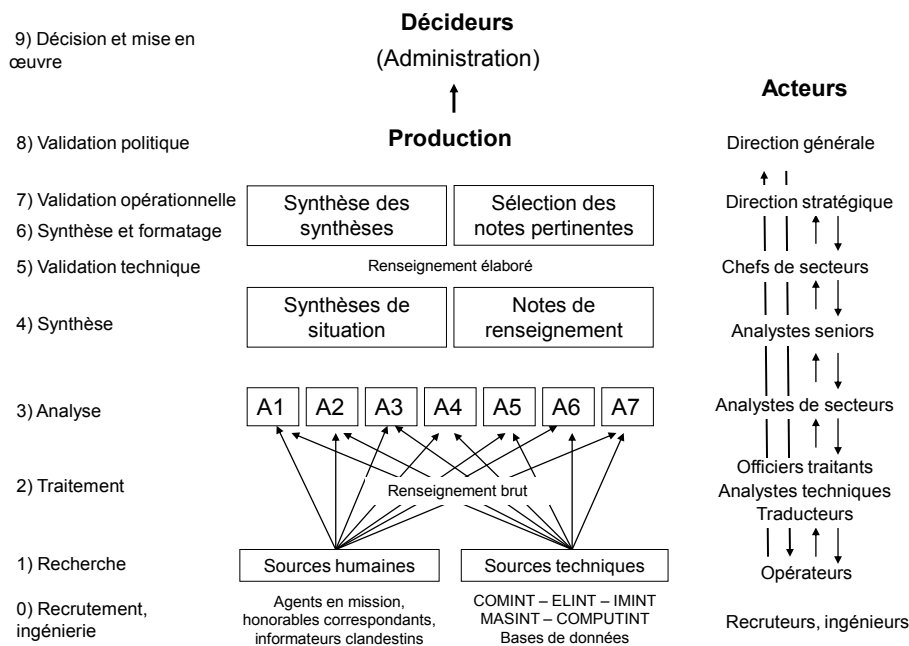 Décideurs
9) Décision et mise en
œuvre
(Administration)
Acteurs
8) Validation politique
Production
Direction générale
7) Validation opérationnelle
6) Synthèse et formatage
Synthèse des
synthèses
Sélection des
notes pertinentes
Direction stratégique
5) Validation technique
Renseignement élaboré
Chefs de secteurs
4) Synthèse
Synthèses de
situation
Notes de
renseignement
Analystes seniors
3) Analyse
A1
A2
A3
A4
A5
A6
A7
Analystes de secteurs
2) Traitement
Renseignement brut
Officiers traitants
Analystes techniques
Traducteurs
1) Recherche
Sources humaines
Sources techniques
Opérateurs
0) Recrutement,
ingénierie
Agents en mission,
honorables correspondants,
informateurs clandestins
COMINT – ELINT – IMINT
MASINT – COMPUTINT
Bases de données
Recruteurs, ingénieurs